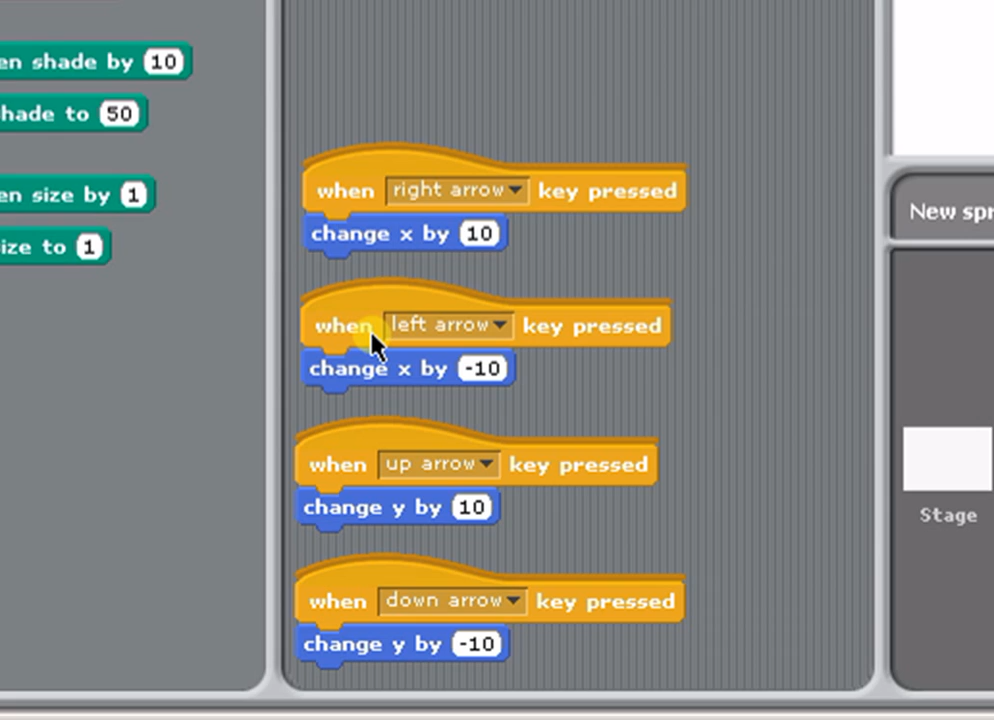 en shade by 10
hade to 50
en size by 1
ize to 1
when right arrow key pressed
change x by 10
when left arrow key pressed
change x by -10
when up arrow key pressed
change y by 10
when down arrow key pressed
change y by -10
New spr
Stage